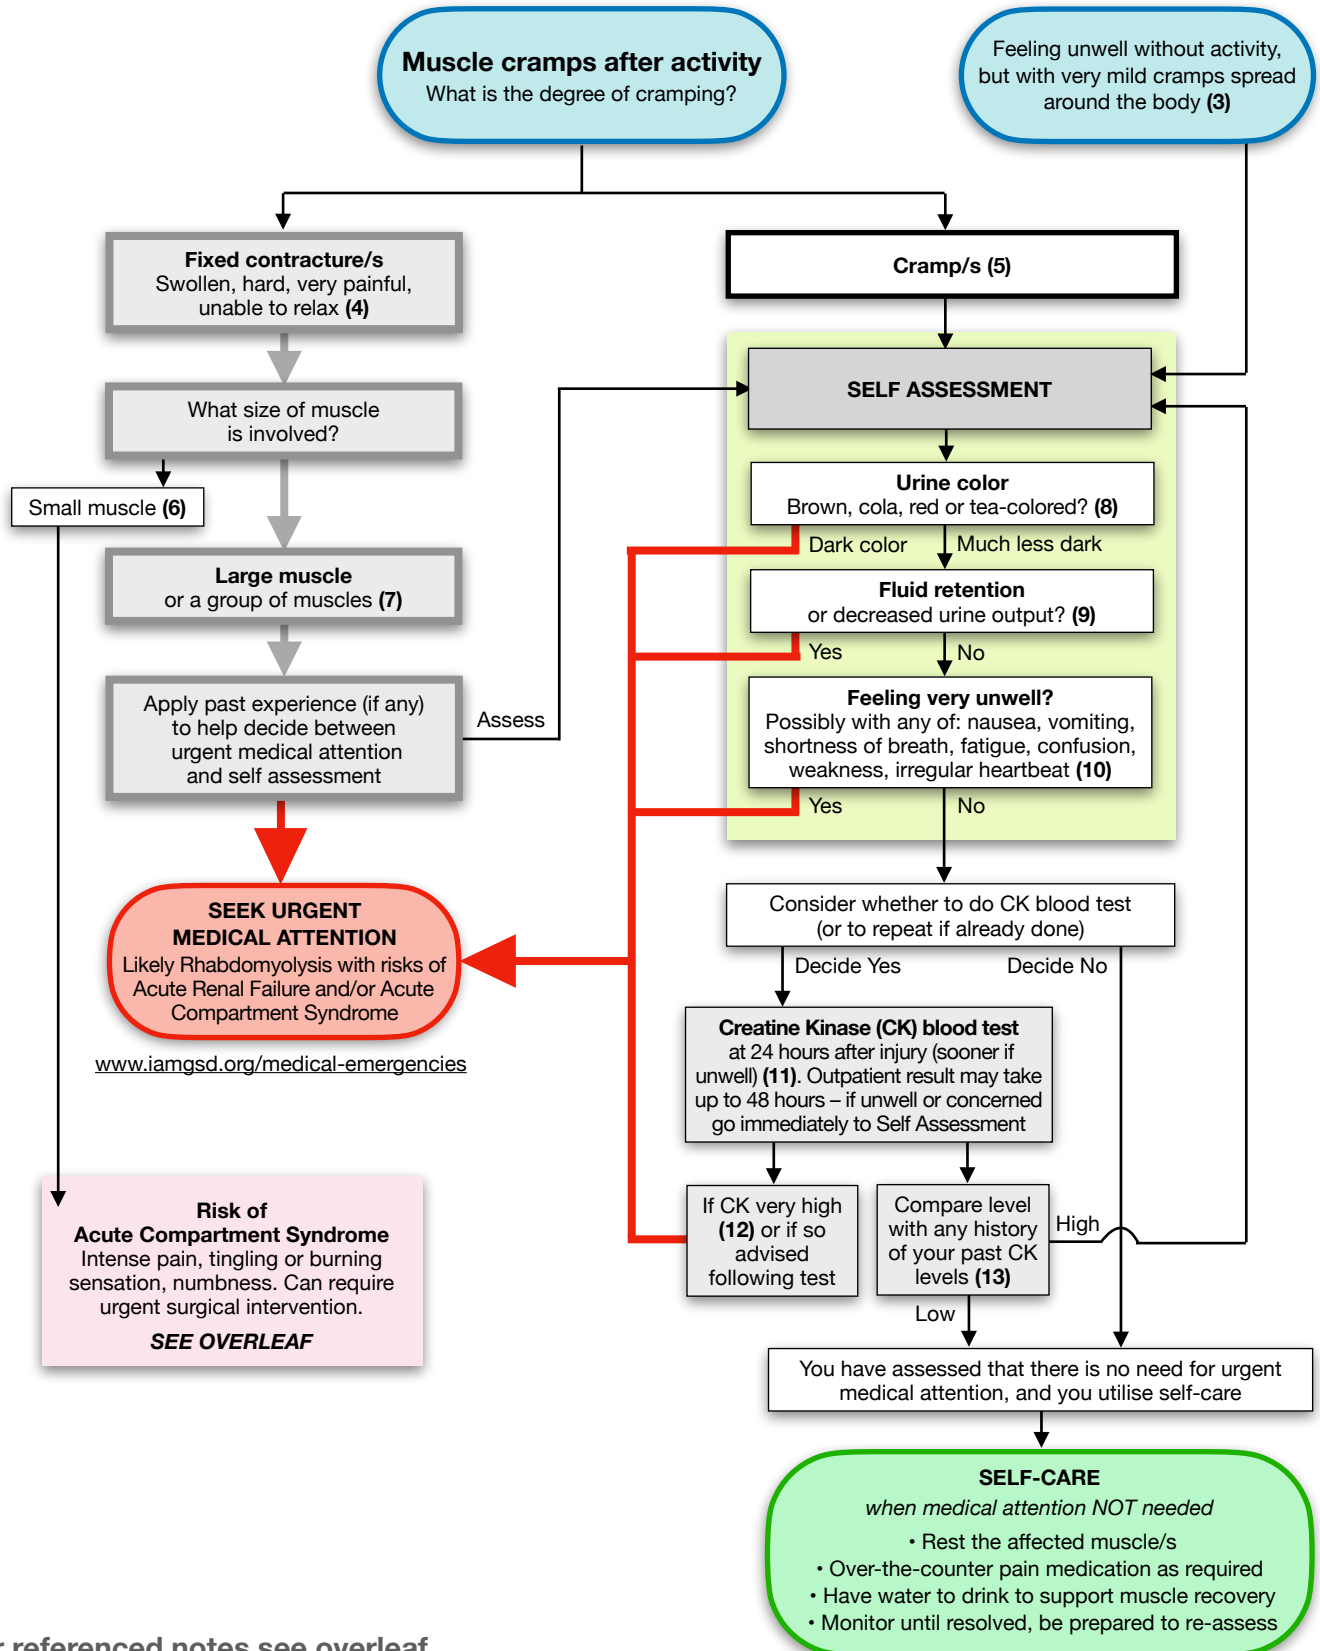 Muscle cramps after activity
What is the degree of cramping?
Feeling unwell without activity,
but with very mild cramps spread
around the body (3)
Fixed contracture/s
Swollen, hard, very painful,
unable to relax (4)
Cramp/s (5)
What size of muscle
is involved?
Small muscle (6)
Large muscle
or a group of muscles (7)
Apply past experience (if any)
to help decide between
urgent medical attention
and self assessment
Assess
SELF ASSESSMENT
Urine color
Brown, cola, red or tea-colored? (8)
Dark color
Much less dark
Fluid retention
or decreased urine output? (9)
Yes
No
Feeling very unwell?
Possibly with any of: nausea, vomiting,
shortness of breath, fatigue, confusion,
weakness, irregular heartbeat (10)
Yes
No
SEEK URGENT
MEDICAL ATTENTION
Likely Rhabdomyolysis with risks of
Acute Renal Failure and/or Acute
Compartment Syndrome
www.iamgsd.org/medical-emergencies
Consider whether to do CK blood test
(or to repeat if already done)
Decide Yes
Decide No
Creatine Kinase (CK) blood test
at 24 hours after injury (sooner if
unwell) (11). Outpatient result may take
up to 48 hours – if unwell or concerned
go immediately to Self Assessment
If CK very high
(12) or if so
advised
following test
Compare level
with any history
of your past CK
levels (13)
High
Low
Risk of
Acute Compartment Syndrome
Intense pain, tingling or burning
sensation, numbness. Can require
urgent surgical intervention.
SEE OVERLEAF
You have assessed that there is no need for urgent
medical attention, and you utilise self-care
SELF-CARE
when medical attention NOT needed
• Rest the affected muscle/s
• Over-the-counter pain medication as required
• Have water to drink to support muscle recovery
• Monitor until resolved, be prepared to re-assess
referenced notes see overleaf